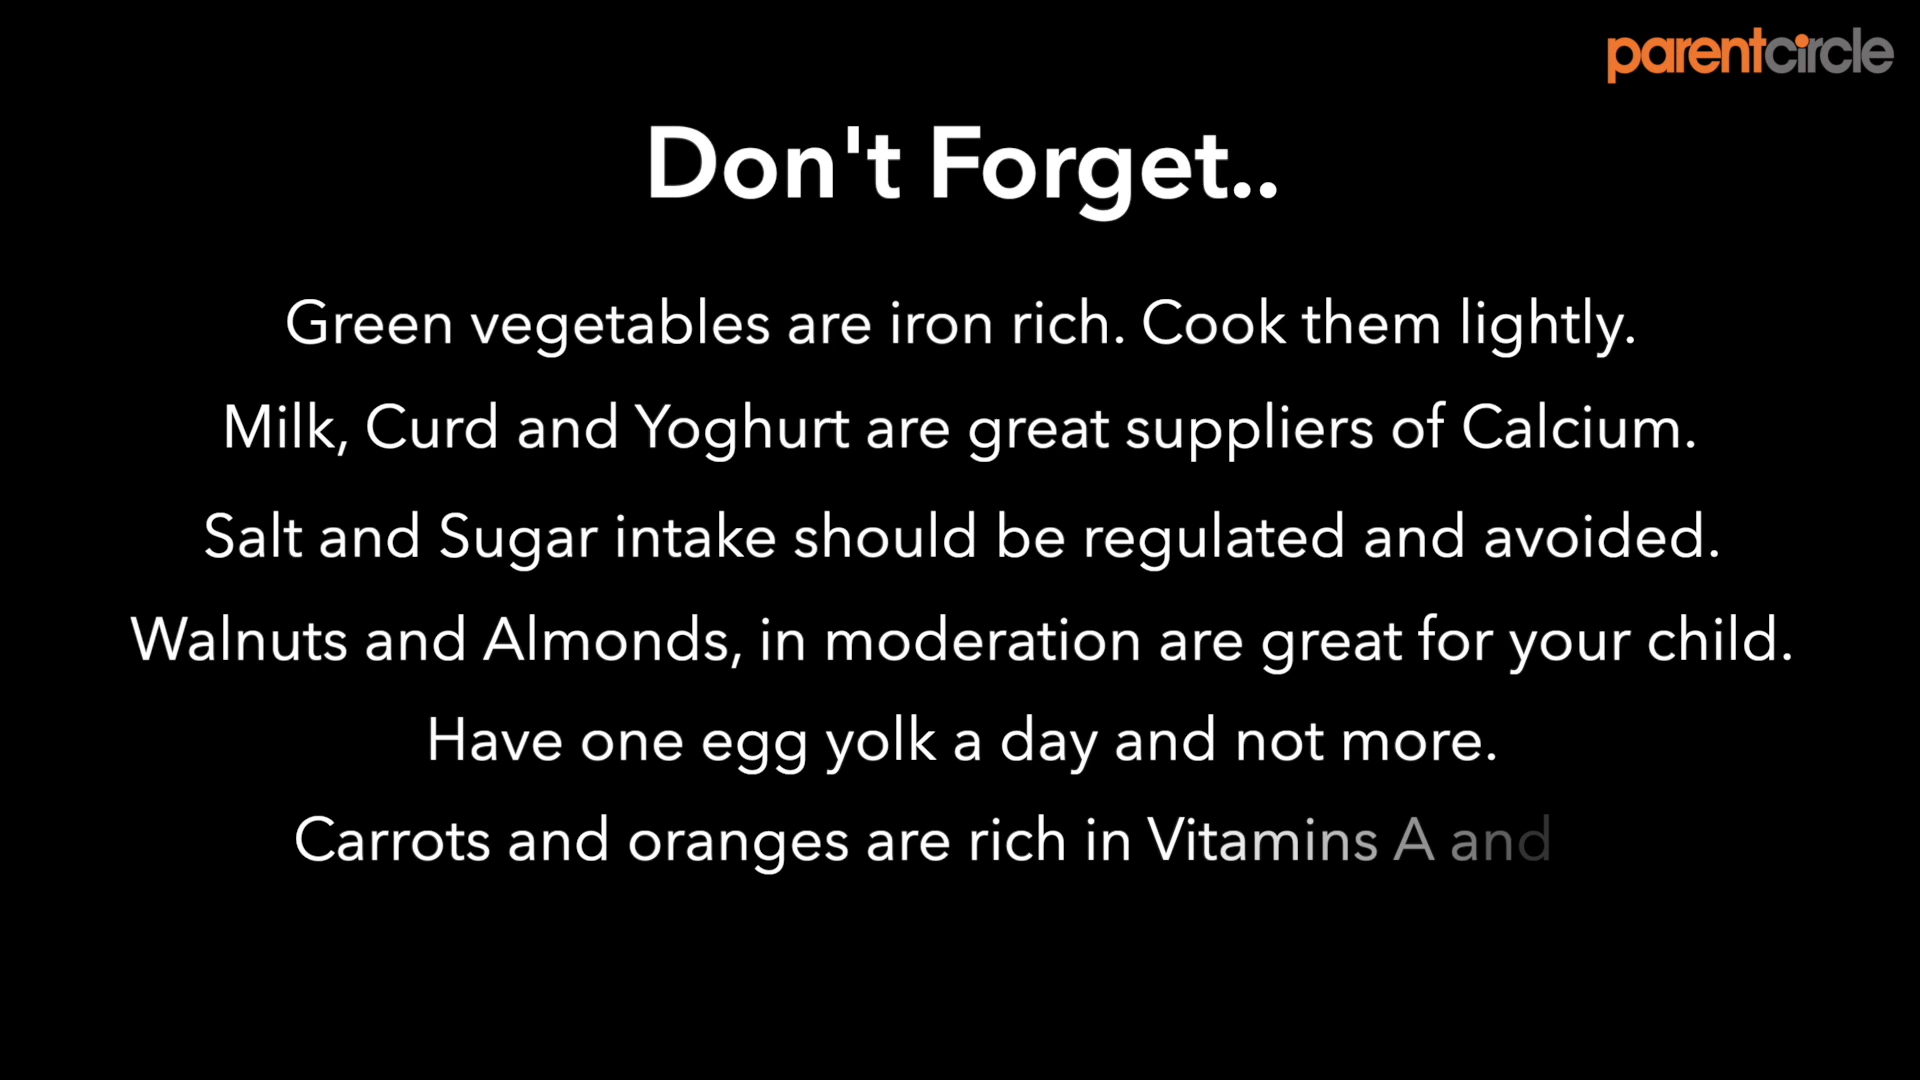 parentcircle
Don't Forget..
Green vegetables are iron rich. Cook them lightly.
Milk, Curd and Yoghurt are great suppliers of Calcium.
Salt and Sugar intake should be regulated and avoided.
Walnuts and Almonds, in moderation are great for your child.
Have one egg yolk a day and not more.
Carrots and oranges are rich in Vitamins A and